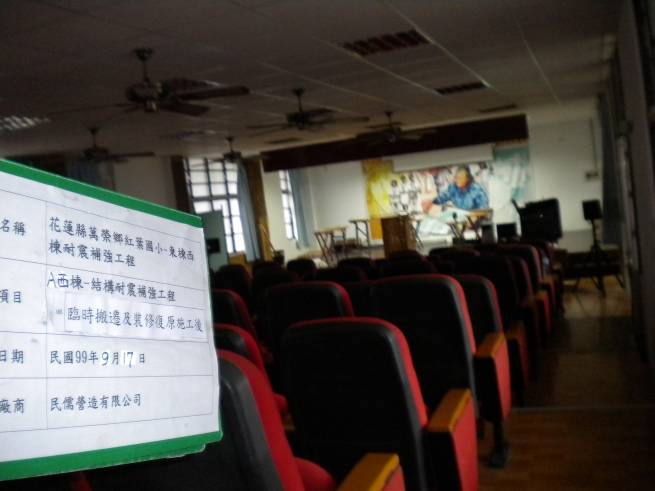 名稱 花蓮縣萬榮鄉紅葉國小-東棟西
棟耐震補強工程
項目 A西棟-結構耐震補強工程
-臨時搬遷及裝修復原施工後
日期 民國99年9月17日
廠商 民儒營造有限公司